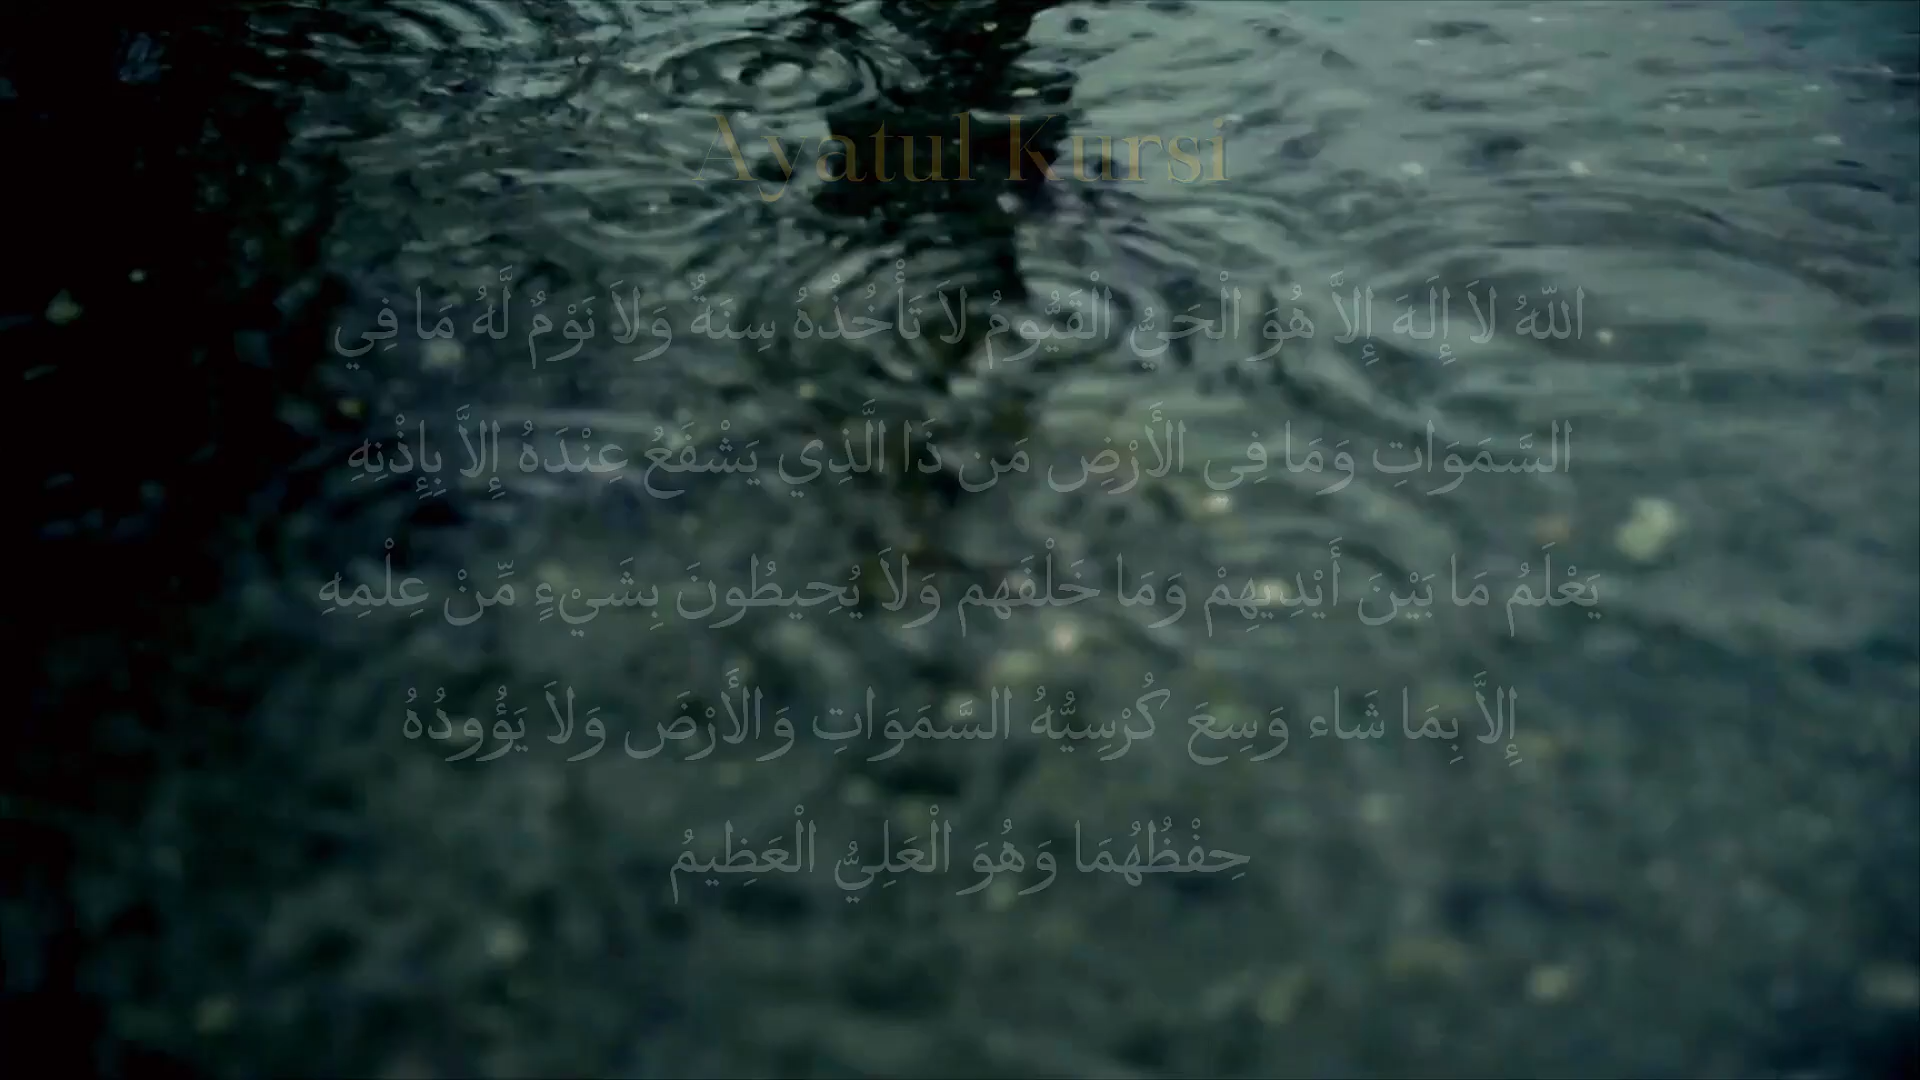 Ayatul Kursi
اللّهُ لاَ إِلَهَ إِلاَّ هُوَ الْحَيُّ الْقَيُّومُ لاَ تَأْخُذُهُ سِنَةٌ وَلاَ نَوْمٌ لَّهُ مَا فِي
السَّمَوَاتِ وَمَا فِى الأَرْضِ مَن ذَا الَّذِي يَشْفَعُ عِنْدَهُ إِلاَّ بِإِذْنِهِ
يَعْلَمُ مَا بَيْنَ أَيْدِيهِمْ وَمَا خَلْفَهم وَلاَ يُحِيطُونَ بِشَيْءٍ مِّنْ عِلْمِهِ
إِلاَّ بِمَا شَاء وَسِعَ كُرْسِيُّهُ السَّمَوَاتِ وَالأَرْضَ وَلاَ يَؤُودُهُ
حِفْظُهُمَا وَهُوَ الْعَلِيُّ الْعَظِيمُ